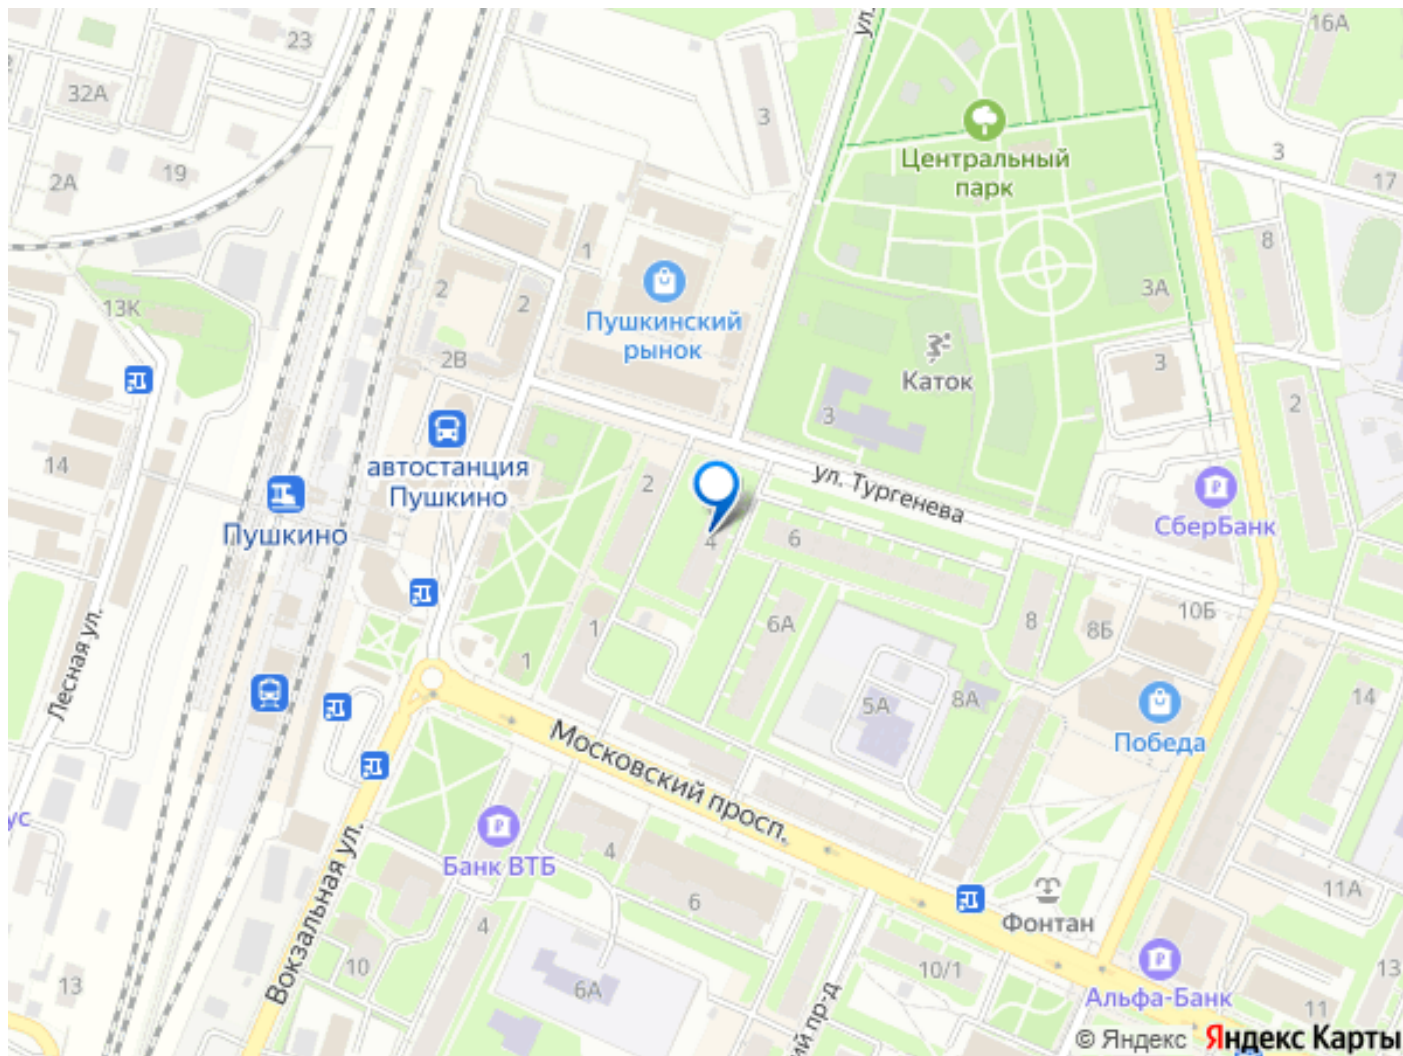 23
16А
ул.
32А
3
Центральный
парк
3
19
2А
17
1
8
2
2
3А
13К
Пушкинский
рынок
2В
3
Каток
2
3
14
автостанция
Пушкино
2
ул. Тургенева
СберБанк
Пушкино
4
6
10Б
1
6А
8
8Б
Лесная ул.
1
5А
8А
14
Победа
Московский просп.
ус
Банк ВТБ
4
11А
Вокзальная ул.
6
Фонтан
4
10
10/1
13
13
6А
Альфа-Банк
11
ий пр-д
© Яндекс Яндекс Карты